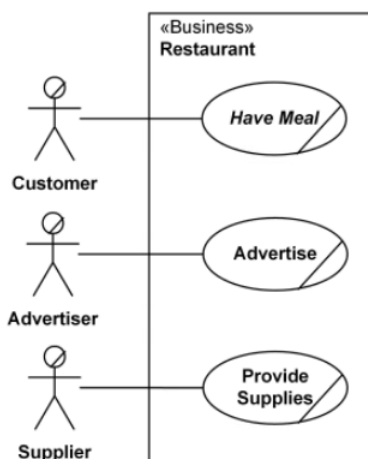 «Business»
Restaurant
Have Meal
Customer
Advertise
Advertiser
Provide
Supplies
Supplier